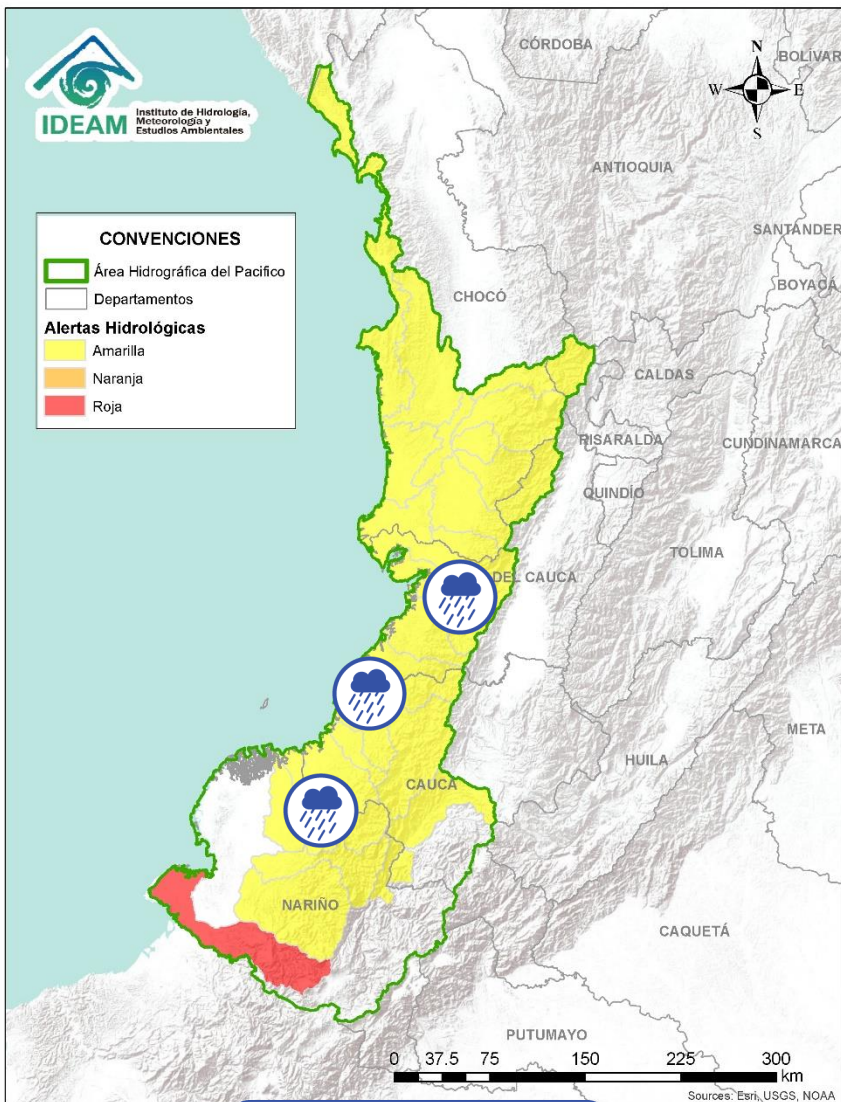 IDEAM
Instituto de Hidrología,
Meteorología y
Estudios Ambientales
CÓRDOBA
BOLÍVAR
N
W
E
S
ANTIOQUIA
SANTANDER
BOYACÁ
CONVENCIONES
Área Hidrográfica del Pacifico
Departamentos
Alertas Hidrológicas
Amarilla
Naranja
Roja
CHOCÓ
CALDAS
RISARALDA
CUNDINAMARCA
QUINDÍO
TOLIMA
DEL CAUCA
META
HUILA
CAUCA
NARIÑO
CAQUETÁ
PUTUMAYO
0 37.5 75 150 225 300
km
Sources: Esri, USGS, NOAA